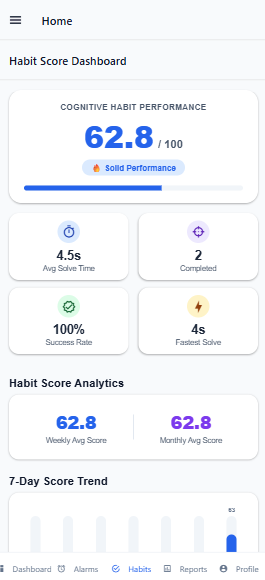 Home
Habit Score Dashboard
COGNITIVE HABIT PERFORMANCE
62.8 / 100
🔥 Solid Performance
4.5s
Avg Solve Time
2
Completed
100%
Success Rate
4s
Fastest Solve
Habit Score Analytics
62.8
Weekly Avg Score
62.8
Monthly Avg Score
7-Day Score Trend
63
Dashboard Alarms Habits Reports Profile